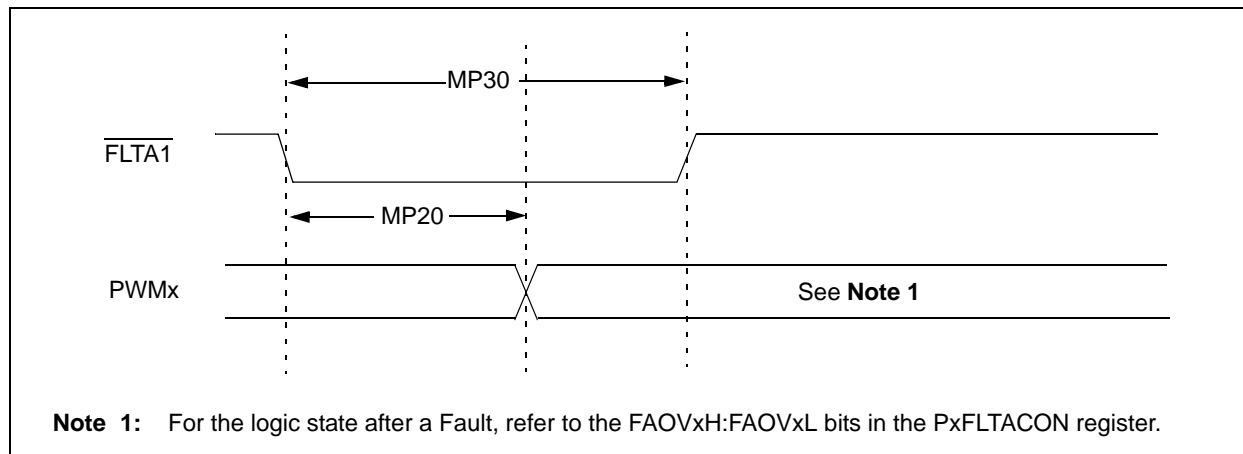 MP30
FLTA1
MP20
PWMx
See Note 1
Note 1: For the logic state after a Fault, refer to the FAOVxH:FAOVxL bits in the PxFLTACON register.